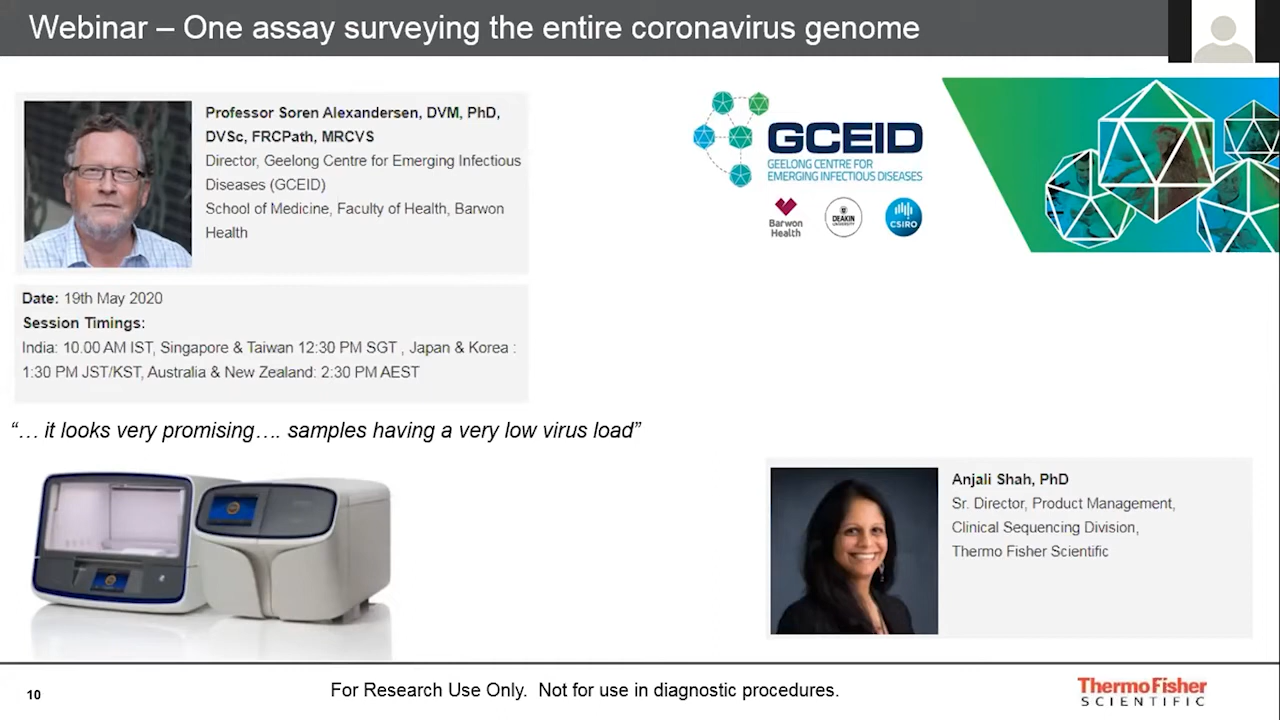 Webinar – One assay surveying the entire coronavirus genome
Professor Soren Alexandersen, DVM, PhD,
DVSc, FRCPath, MRCVS
Director, Geelong Centre for Emerging Infectious
Diseases (GCEID)
School of Medicine, Faculty of Health, Barwon
Health
GCEID
GEELONG CENTRE FOR
EMERGING INFECTIOUS DISEASES
Barwon
Health
DEAKIN
UNIVERSITY
CSIRO
Date: 19th May 2020
Session Timings:
India: 10.00 AM IST, Singapore & Taiwan 12:30 PM SGT , Japan & Korea :
1:30 PM JST/KST, Australia & New Zealand: 2:30 PM AEST
“… it looks very promising…. samples having a very low virus load”
Anjali Shah, PhD
Sr. Director, Product Management,
Clinical Sequencing Division,
Thermo Fisher Scientific
10
For Research Use Only. Not for use in diagnostic procedures.
ThermoFisher
SCIENTIFIC